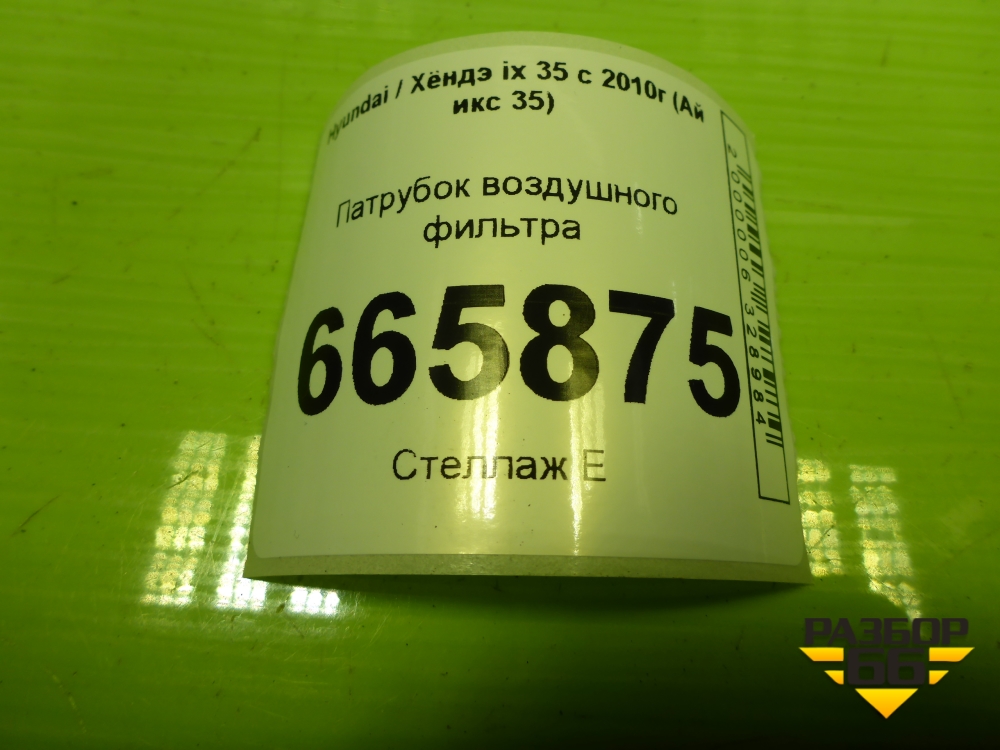 Hyundai / Хёндэ ix 35 с 2010г (Ай
икс 35)
Патрубок воздушного
фильтра
665875
Стеллаж Е
2000006328984
РАЗБОР
66